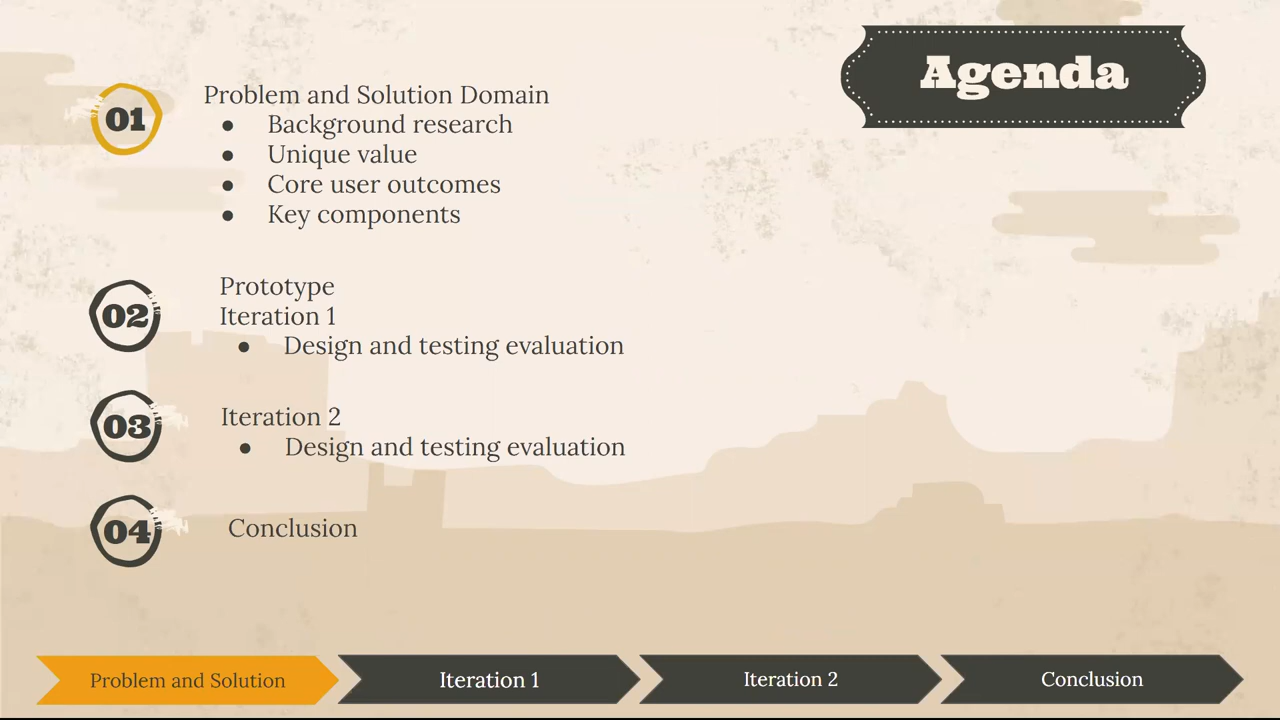 Agenda
01
Problem and Solution Domain
● Background research
● Unique value
● Core user outcomes
● Key components
02
Prototype
Iteration 1
● Design and testing evaluation
03
Iteration 2
● Design and testing evaluation
04
Conclusion
Problem and Solution
Iteration 1
Iteration 2
Conclusion